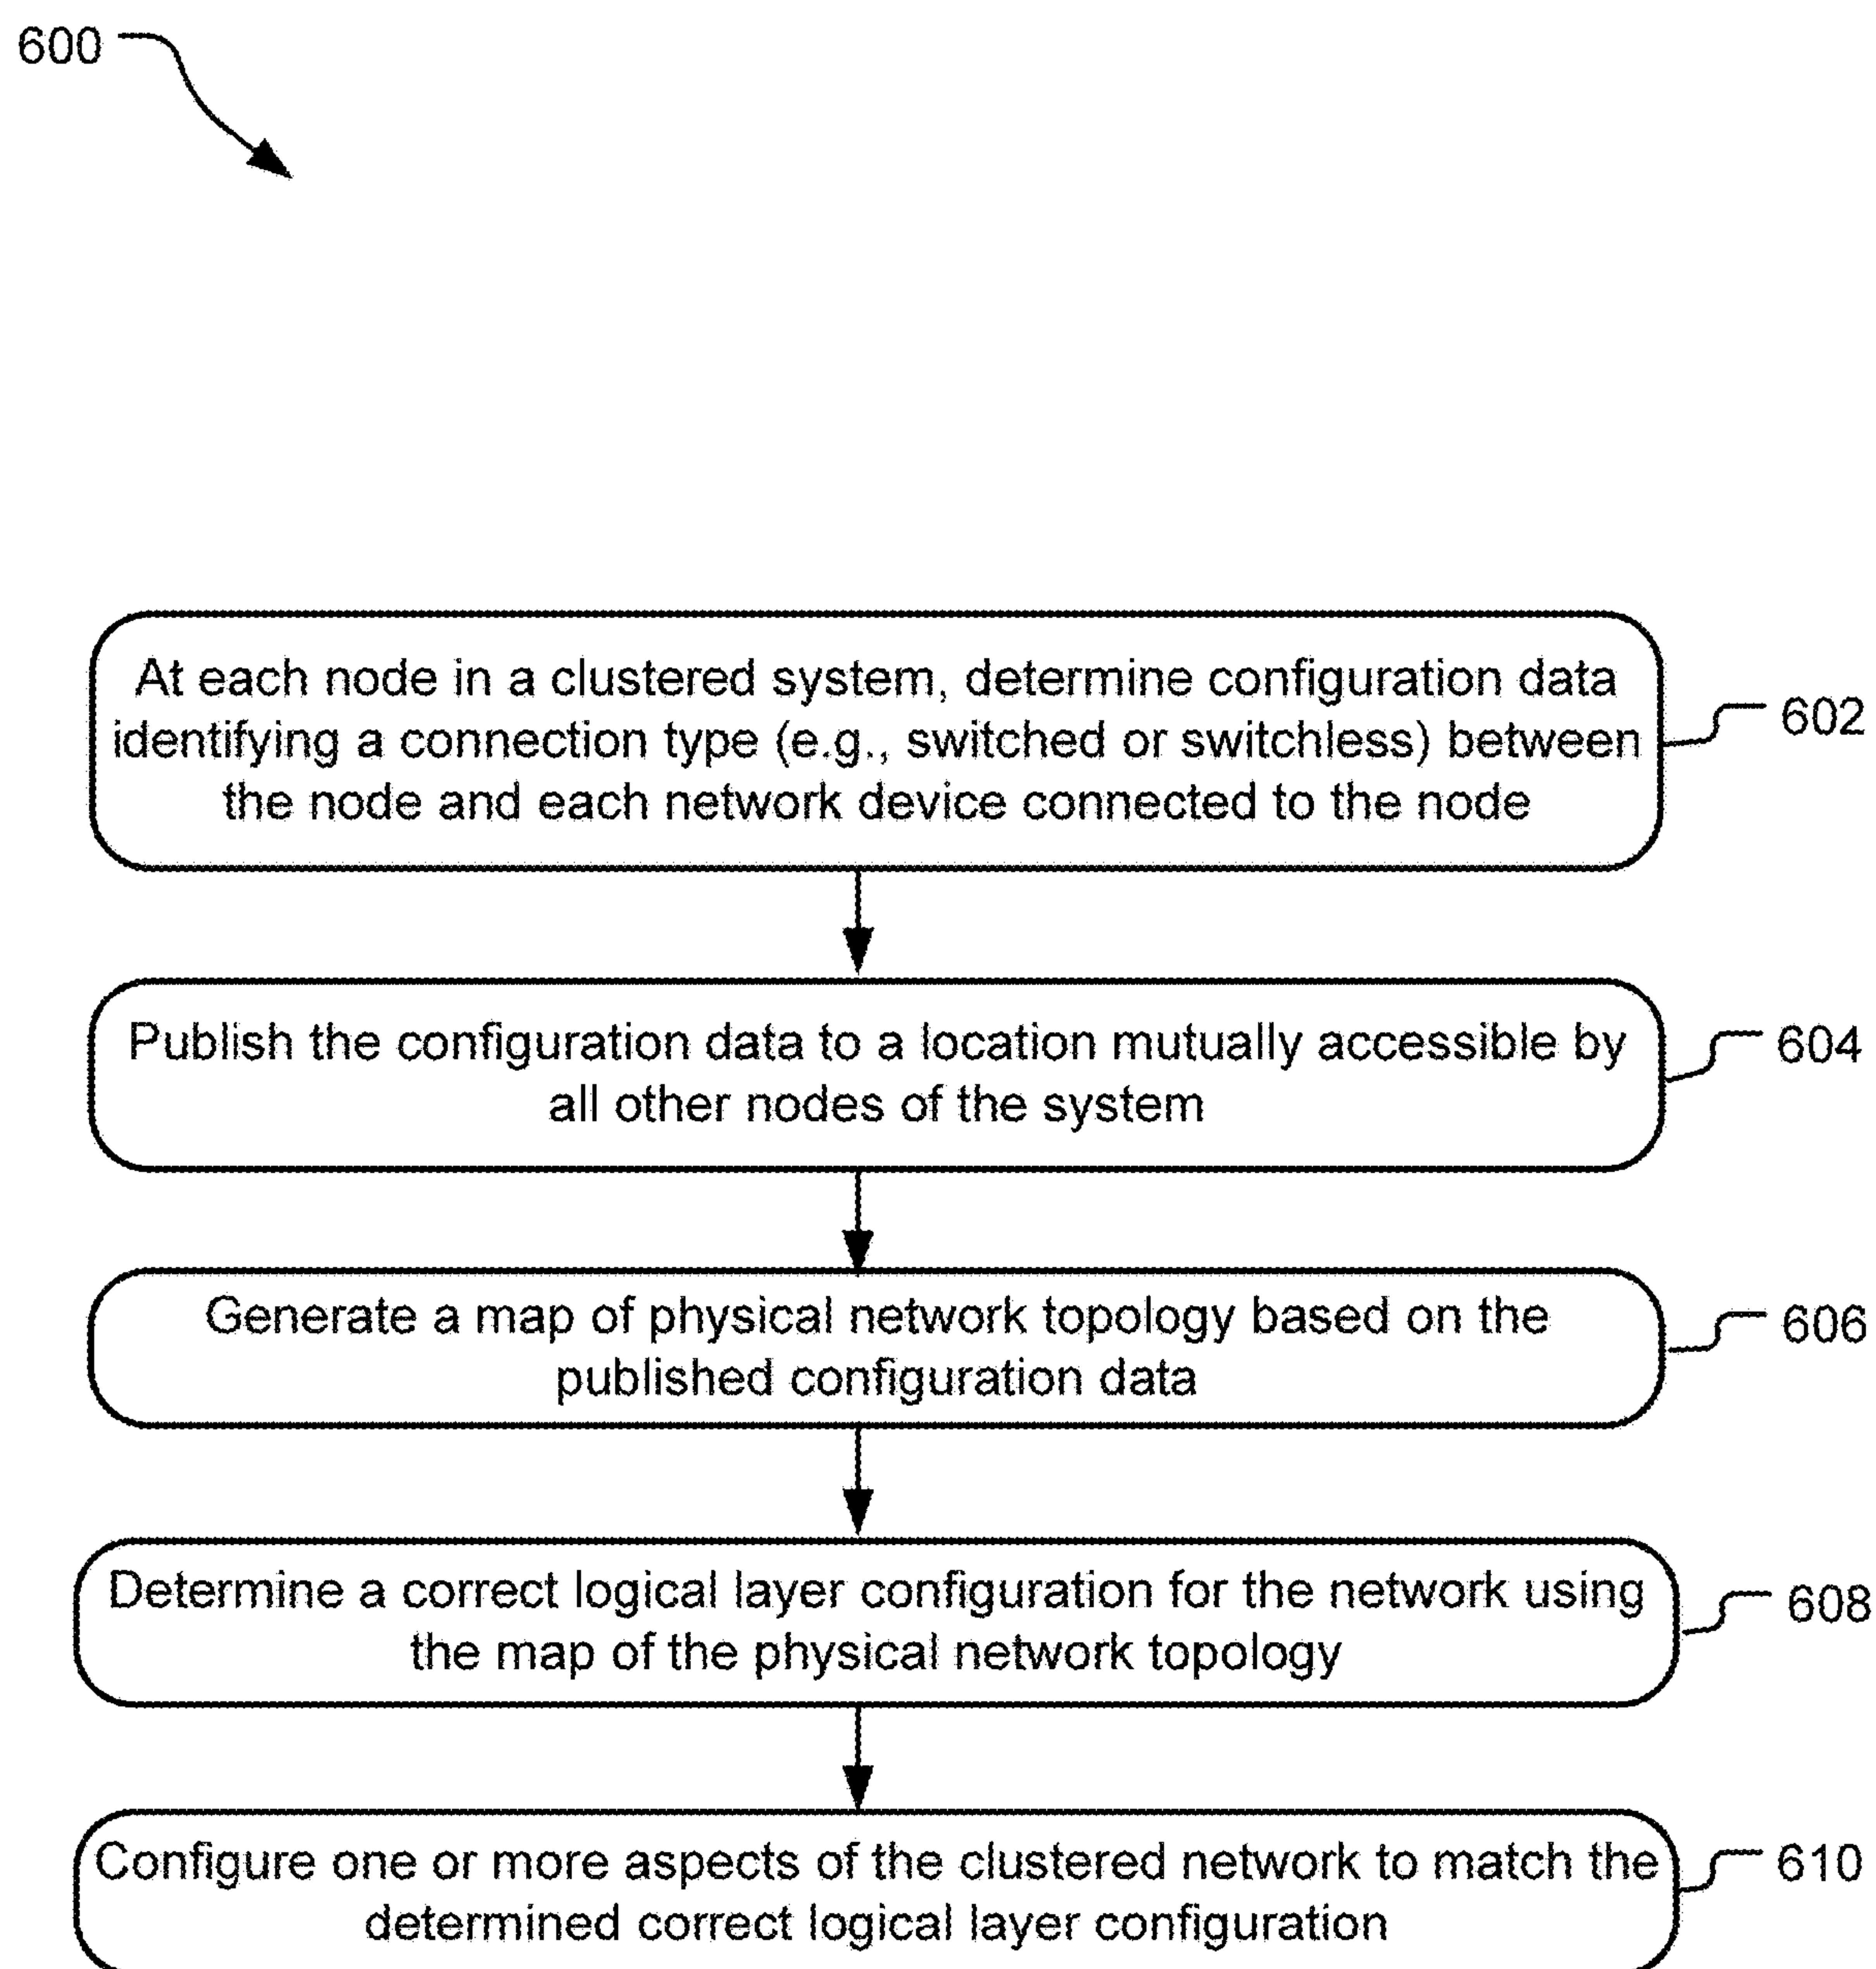 600
At each node in a clustered system, determine configuration data
identifying a connection type (e.g., switched or switchless) between
the node and each network device connected to the node
602
Publish the configuration data to a location mutually accessible by
all other nodes of the system
604
Generate a map of physical network topology based on the
published configuration data
606
Determine a correct logical layer configuration for the network using
the map of the physical network topology
608
Configure one or more aspects of the clustered network to match the
determined correct logical layer configuration
610